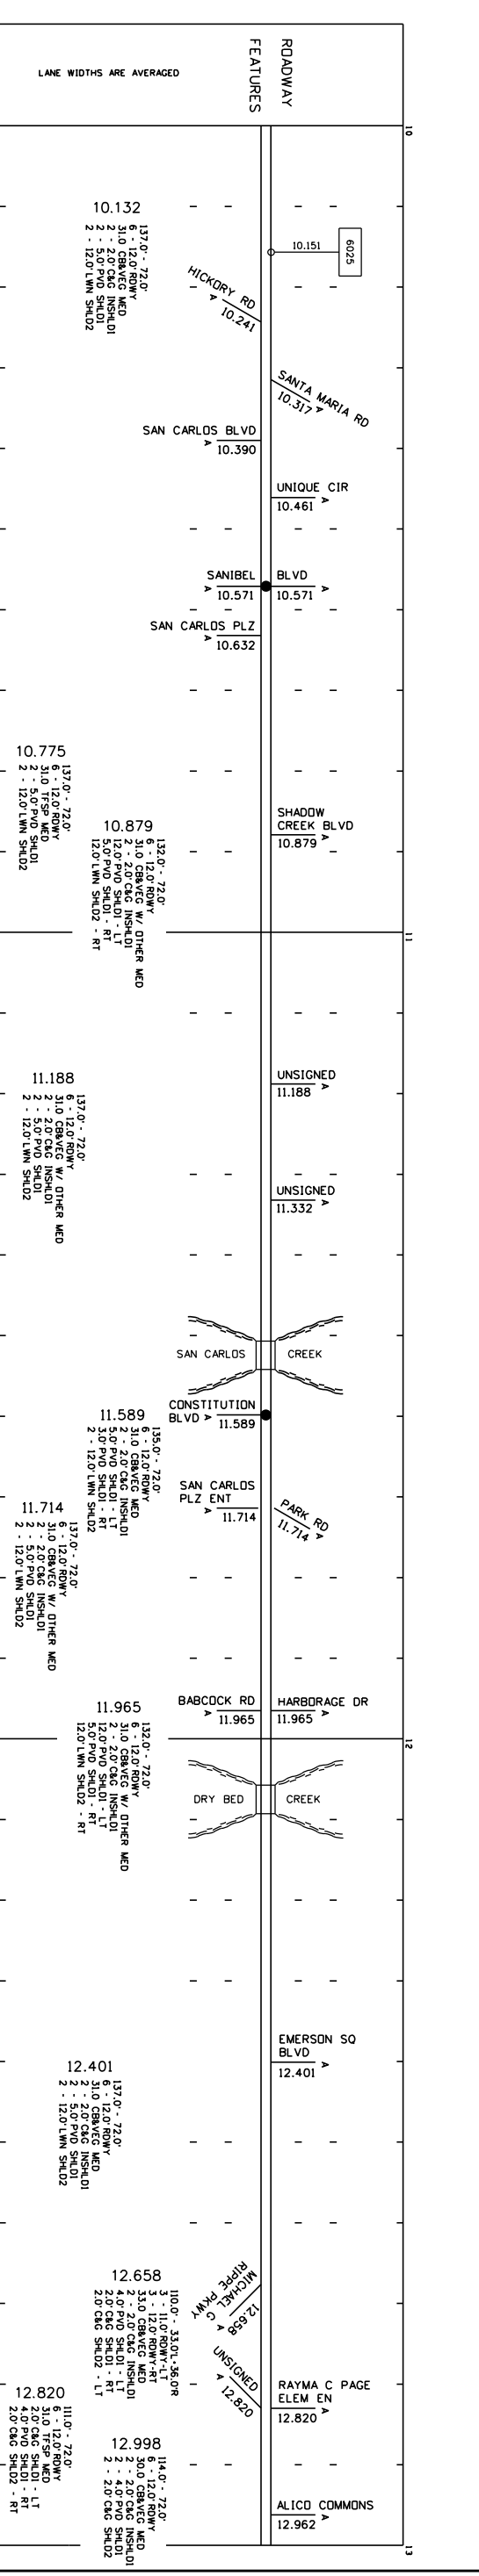 LANE WIDTHS ARE AVERAGED
ROADWAY
FEATURES
10
6025
10.151
10.132
137.0' - 72.0'
6 - 12.0' RDWY
31.0 CB&VEG MED
2 - 2.0' C&G INSHLD1
2 - 5.0' PVD SHLD1
2 - 12.0' LWN SHLD2
HICKORY RD
A
10.241
SANTA MARIA RD
10.317
A
SAN CARLOS BLVD
A
10.390
UNIQUE CIR
A
10.461
SANIBEL
BLVD
A
10.571
10.571
A
SAN CARLOS PLZ
A
10.632
10.775
137.0' - 72.0'
6 - 12.0' RDWY
31.0 TFSP MED
2 - 5.0' PVD SHLD1
2 - 12.0' LWN SHLD2
SHADOW
CREEK BLVD
A
10.879
10.879
132.0' - 72.0'
6 - 12.0' RDWY
31.0 CB&VEG W/ OTHER MED
2 - 2.0' C&G INSHLD1
12.0' PVD SHLD1 - LT
5.0' PVD SHLD1 - RT
12.0' LWN SHLD2 - RT
11
UNSIGNED
A
11.188
11.188
137.0' - 72.0'
6 - 12.0' RDWY
31.0 CB&VEG W/ OTHER MED
2 - 2.0' C&G INSHLD1
2 - 5.0' PVD SHLD1
2 - 12.0' LWN SHLD2
UNSIGNED
A
11.332
SAN CARLOS
CREEK
CONSTITUTION
BLVD A
11.589
11.589
135.0' - 72.0'
6 - 12.0' RDWY
31.0 CB&VEG MED
2 - 2.0' C&G INSHLD1
5.0' PVD SHLD1 - LT
3.0' PVD SHLD1 - RT
2 - 12.0' LWN SHLD2
SAN CARLOS
PLZ ENT
A
11.714
PARK RD
11.714
A
11.714
137.0' - 72.0'
6 - 12.0' RDWY
31.0 CB&VEG W/ OTHER MED
2 - 2.0' C&G INSHLD1
2 - 5.0' PVD SHLD1
2 - 12.0' LWN SHLD2
BABCOCK RD
A
11.965
HARBORAGE DR
11.965
A
11.965
132.0' - 72.0'
6 - 12.0' RDWY
31.0 CB&VEG W/ OTHER MED
2 - 2.0' C&G INSHLD1
12.0' PVD SHLD1 - LT
5.0' PVD SHLD1 - RT
12.0' LWN SHLD2 - RT
12
DRY BED
CREEK
EMERSON SQ
BLVD
A
12.401
12.401
137.0' - 72.0'
6 - 12.0' RDWY
31.0 CB&VEG MED
2 - 2.0' C&G INSHLD1
2 - 5.0' PVD SHLD1
2 - 12.0' LWN SHLD2
MICHAEL G
RIPPE PKWY
A
12.658
12.658
110.0' - 33.0'L+36.0'R
3 - 11.0' RDWY-LT
3 - 12.0' RDWY-RT
33.0 CB&VEG MED
2 - 2.0' C&G INSHLD1
4.0' PVD SHLD1 - LT
2.0' C&G SHLD1 - RT
2.0' C&G SHLD2 - LT
UNSIGNED
A
12.820
RAYMA C PAGE
ELEM EN
A
12.820
12.820
111.0' - 72.0'
6 - 12.0' RDWY
31.0 TFSP MED
2.0' C&G SHLD1 - LT
4.0' PVD SHLD1 - RT
2.0' C&G SHLD2 - RT
12.998
114.0' - 72.0'
6 - 12.0' RDWY
30.0 CB&VEG MED
2 - 2.0' C&G INSHLD1
2 - 4.0' PVD SHLD1
2 - 2.0' C&G SHLD2
ALICO COMMONS
A
12.962
13